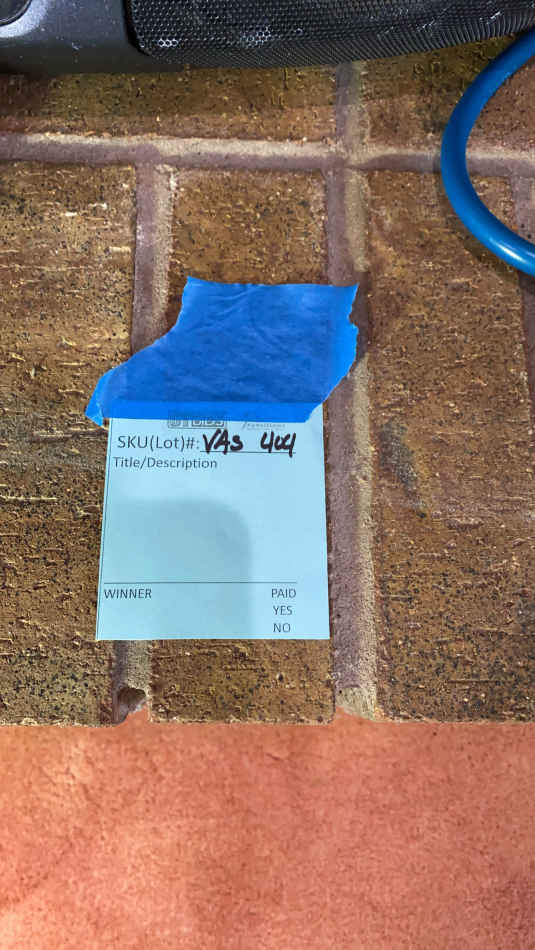 SKU(Lot)#: VAS 404
Title/Description
WINNER PAID
YES
NO